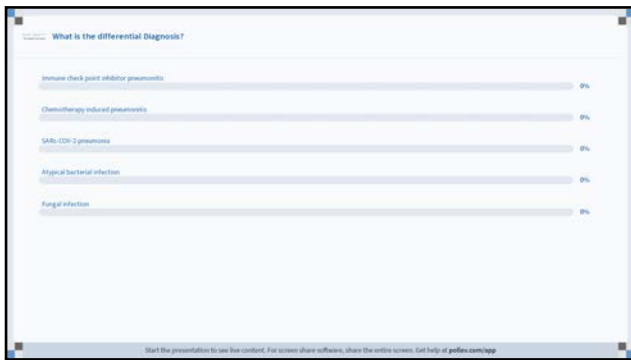 What is the differential Diagnosis?
Immune check point inhibitor pneumonitis
0%
Chemotherapy induced pneumonitis
0%
SARs-COV-2 pneumonia
0%
Atypical bacterial infection
0%
Fungal infection
0%
Start the presentation to see live content. For screen share software, share the entire screen. Get help at pollev.com/app